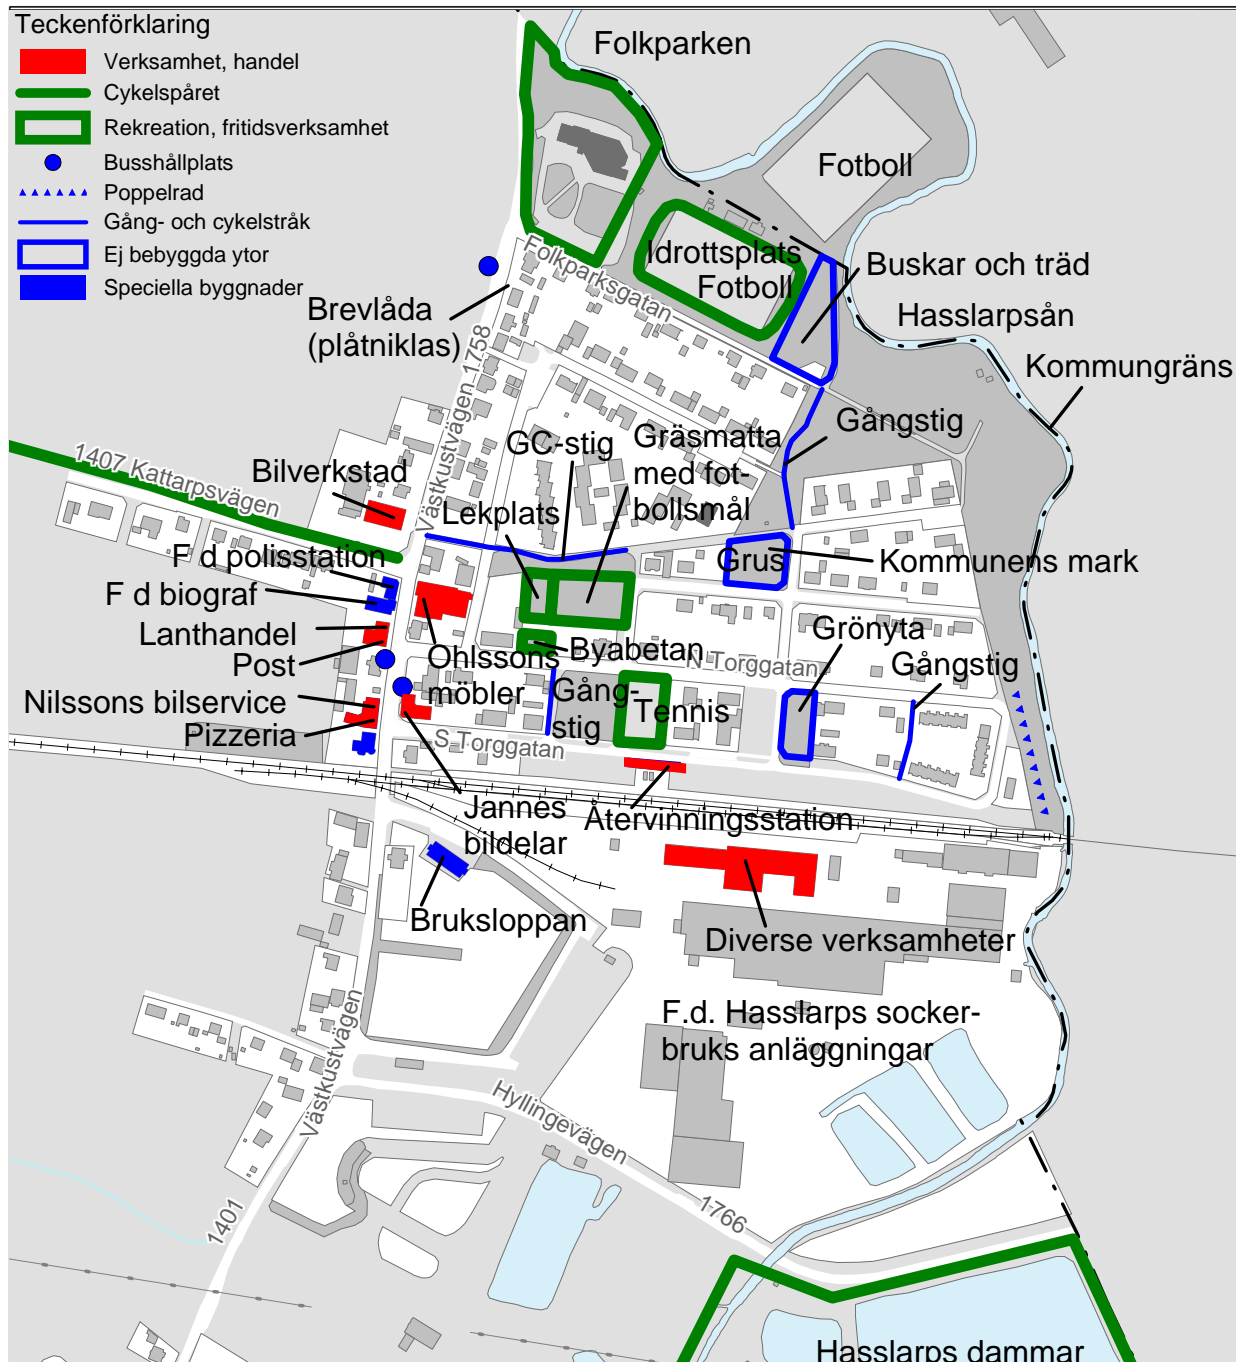 Teckenförklaring
Verksamhet, handel
Cykelspåret
Rekreation, fritidsverksamhet
Busshållplats
Poppelrad
Gång- och cykelstråk
Ej bebyggda ytor
Speciella byggnader
Folkparken
Fotboll
Idrottsplats
Fotboll
Folkparksgatan
Buskar och träd
Hasslarpsån
Brevlåda
(plåtniklas)
Kommungräns
Västkustvägen 1758
Gångstig
GC-stig
Gräsmatta
med fot-
bollsmål
1407 Kattarpsvägen
Bilverkstad
Lekplats
F d polisstation
Grus
Kommunens mark
F d biograf
Lanthandel
Post
Ohlssons
möbler
Byabetan
N Torggatan
Grönyta
Gångstig
Nilssons bilservice
Pizzeria
Gång-
stig
Tennis
S Torggatan
Jannes
bildelar
Återvinningsstation
Bruksloppan
Diverse verksamheter
F.d. Hasslarps socker-
bruks anläggningar
Västkustvägen
Hyllingevägen
1401
1766
Hasslarps dammar